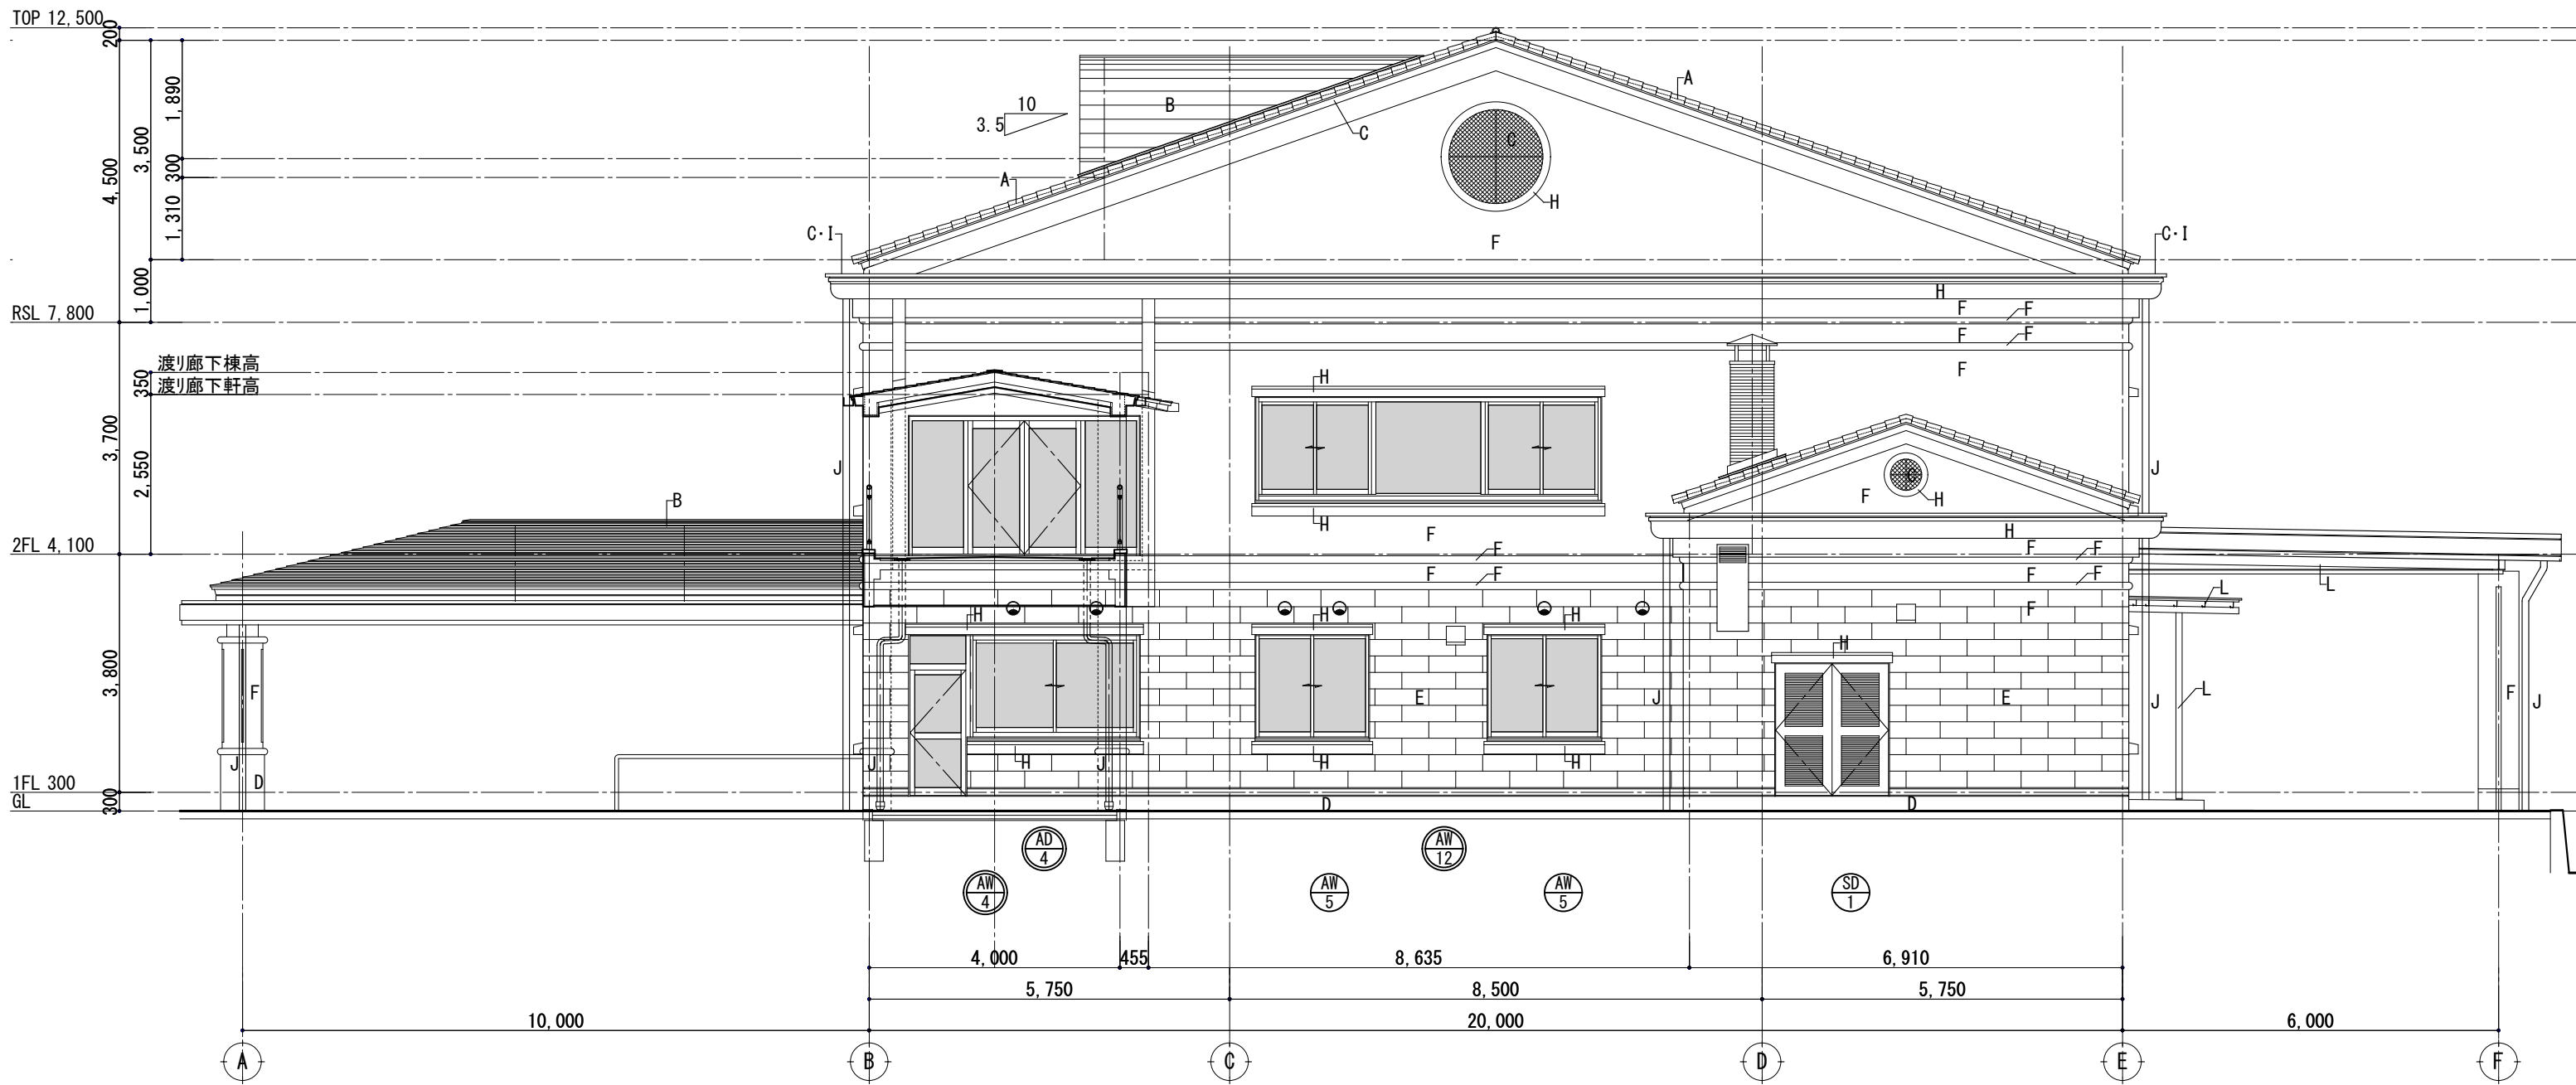 TOP 12,500
200
1,890
3,500
4,500
300
1,310
1,000
10
3.5
B
A
C
C
A
H
F
C・I
C・I
RSL 7,800
H
F
F
F
F
F
渡り廊下棟高
渡り廊下軒高
350
3,700
2,550
H
J
J
C
F
H
B
H
F
H
2FL 4,100
F
F
F
F
F
F
F
L
L
H
H
H
F
3,800
H
F
J
E
J
E
J
L
F
J
J
D
J
H
J
H
H
1FL 300
GL
300
D
D
AD
4
AW
12
AW
4
AW
5
AW
5
SD
1
4,000
455
8,635
6,910
5,750
8,500
5,750
10,000
20,000
6,000
A
B
C
D
E
F